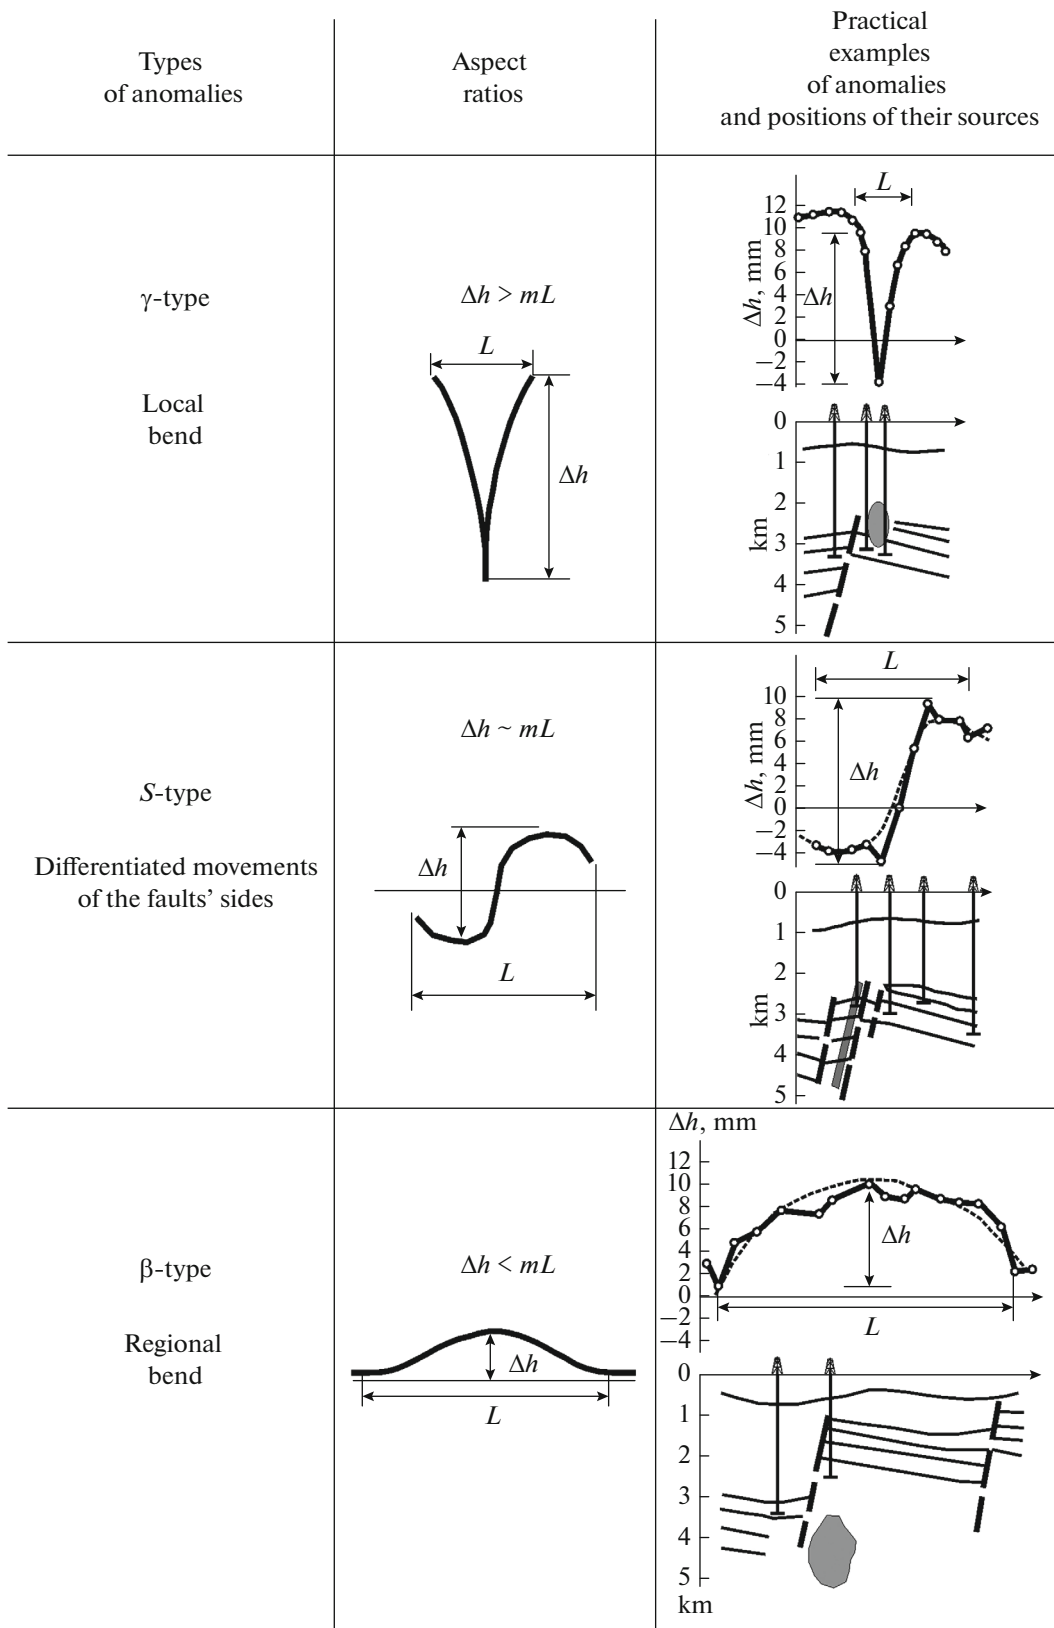 Types
of anomalies
Aspect
ratios
Practical
examples
of anomalies
and positions of their sources
γ-type
Local
bend
Δh > mL
L
Δh
L
12
10
8
6
4
2
0
−2
−4
Δh, mm
Δh
0
1
2
3
4
5
km
S-type
Differentiated movements
of the faults’ sides
Δh ~ mL
Δh
L
L
10
8
6
4
2
0
−2
−4
Δh, mm
Δh
0
1
2
3
4
5
km
β-type
Regional
bend
Δh < mL
Δh
L
Δh, mm
12
10
8
6
4
2
0
−2
−4
Δh
L
0
1
2
3
4
5
km